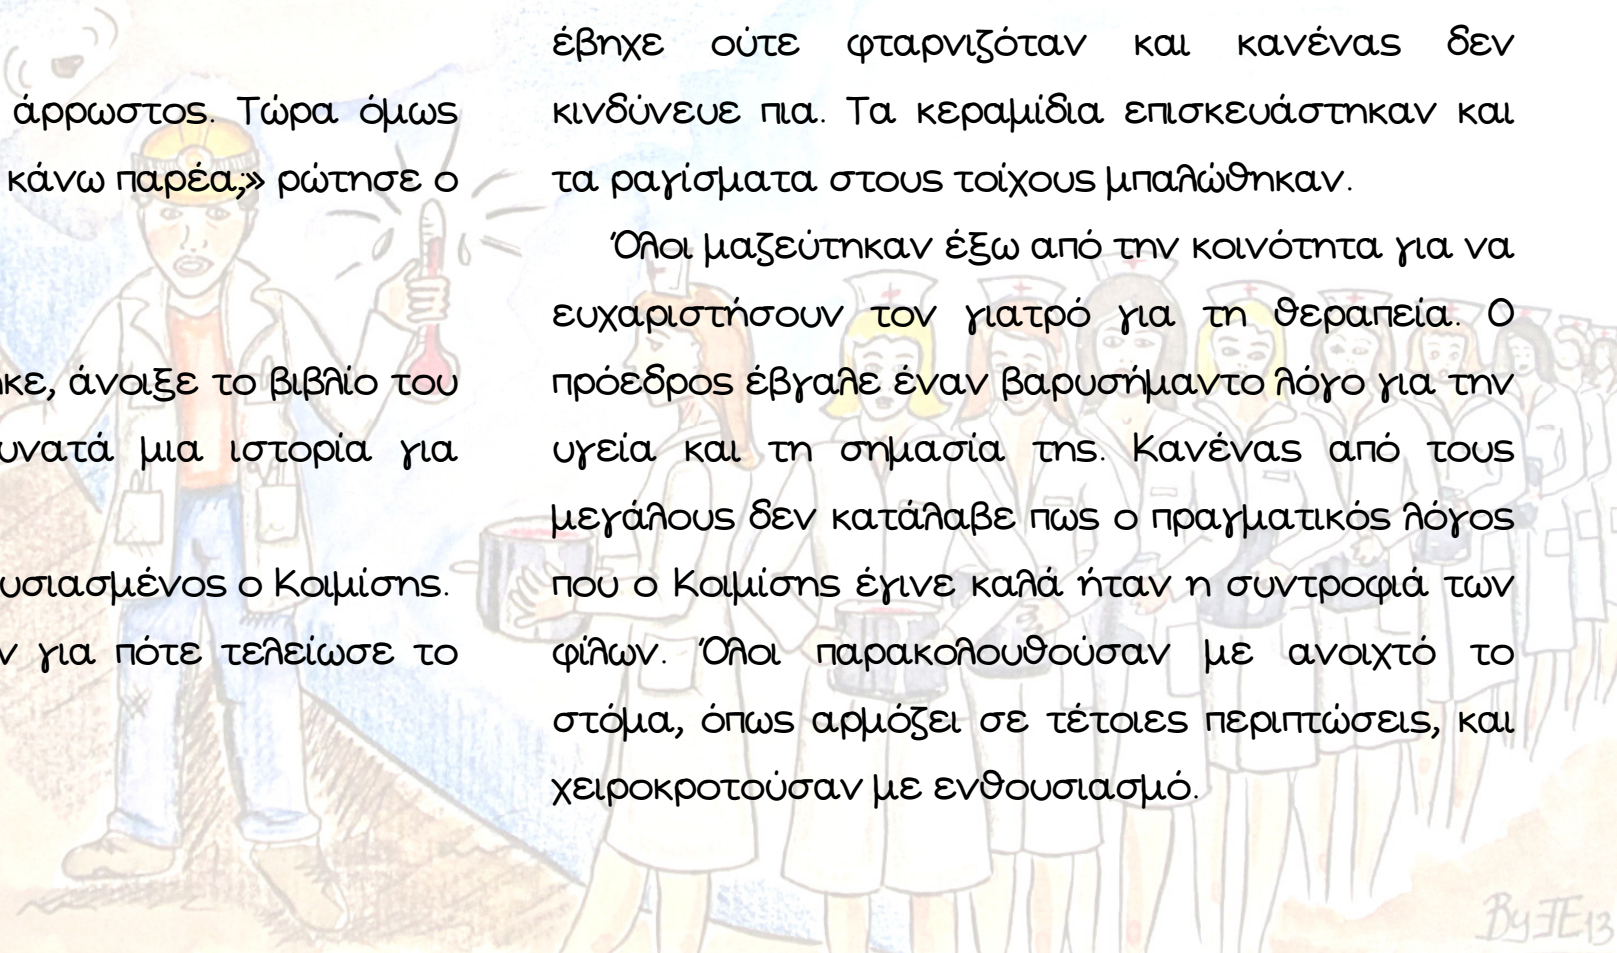 άρρωστος. Τώρα όμως
κάνω παρέα;» ρώτησε ο
άνοιξε το βιβλίο του
μια ιστορία για
ο Κοιμίσης.
για πότε τελείωσε το
έβηχε ούτε φταρνιζόταν και κανένας δεν
κινδύνευε πια. Τα κεραμίδια επισκευάστηκαν και
τα ραγίσματα στους τοίχους μπαλώθηκαν.
Όλοι μαζεύτηκαν έξω από την κοινότητα για να
ευχαριστήσουν τον γιατρό για τη θεραπεία. Ο
πρόεδρος έβγαλε έναν βαρυσήμαντο λόγο για την
υγεία και τη σημασία της. Κανένας από τους
μεγάλους δεν κατάλαβε πως ο πραγματικός λόγος
που ο Κοιμίσης έγινε καλά ήταν η συντροφιά των
φίλων. Όλοι παρακολουθούσαν με ανοιχτό το
στόμα, όπως αρμόζει σε τέτοιες περιπτώσεις, και
χειροκροτούσαν με ενθουσιασμό.